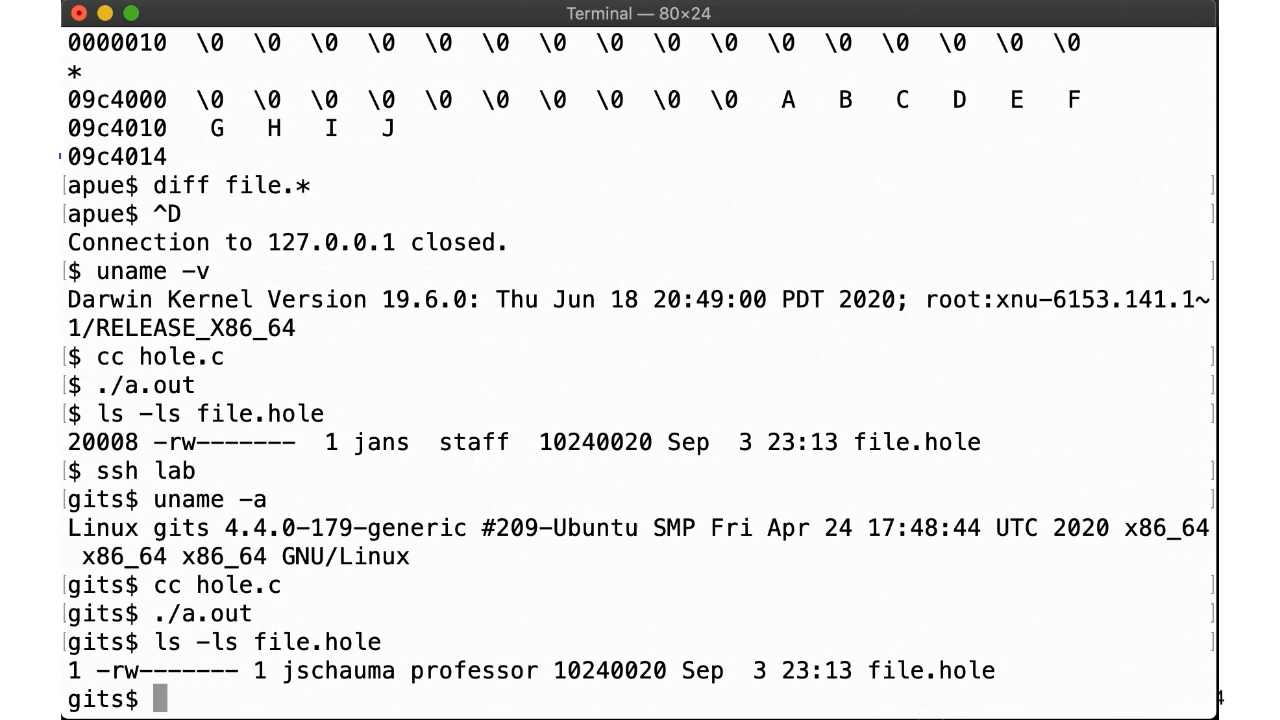 Terminal — 80×24
0000010  \0  \0  \0  \0  \0  \0  \0  \0  \0  \0  \0  \0  \0  \0  \0  \0
*
09c4000  \0  \0  \0  \0  \0  \0  \0  \0  \0  \0   A   B   C   D   E   F
09c4010   G   H   I   J
09c4014
[apue$ diff file.*
[apue$ ^D
Connection to 127.0.0.1 closed.
[$ uname -v
Darwin Kernel Version 19.6.0: Thu Jun 18 20:49:00 PDT 2020; root:xnu-6153.141.1~
1/RELEASE_X86_64
[$ cc hole.c
[$ ./a.out
[$ ls -ls file.hole
20008 -rw-------  1 jans  staff  10240020 Sep  3 23:13 file.hole
[$ ssh lab
[gits$ uname -a
Linux gits 4.4.0-179-generic #209-Ubuntu SMP Fri Apr 24 17:48:44 UTC 2020 x86_64
 x86_64 x86_64 GNU/Linux
[gits$ cc hole.c
[gits$ ./a.out
[gits$ ls -ls file.hole
1 -rw------- 1 jschauma professor 10240020 Sep  3 23:13 file.hole
gits$
4